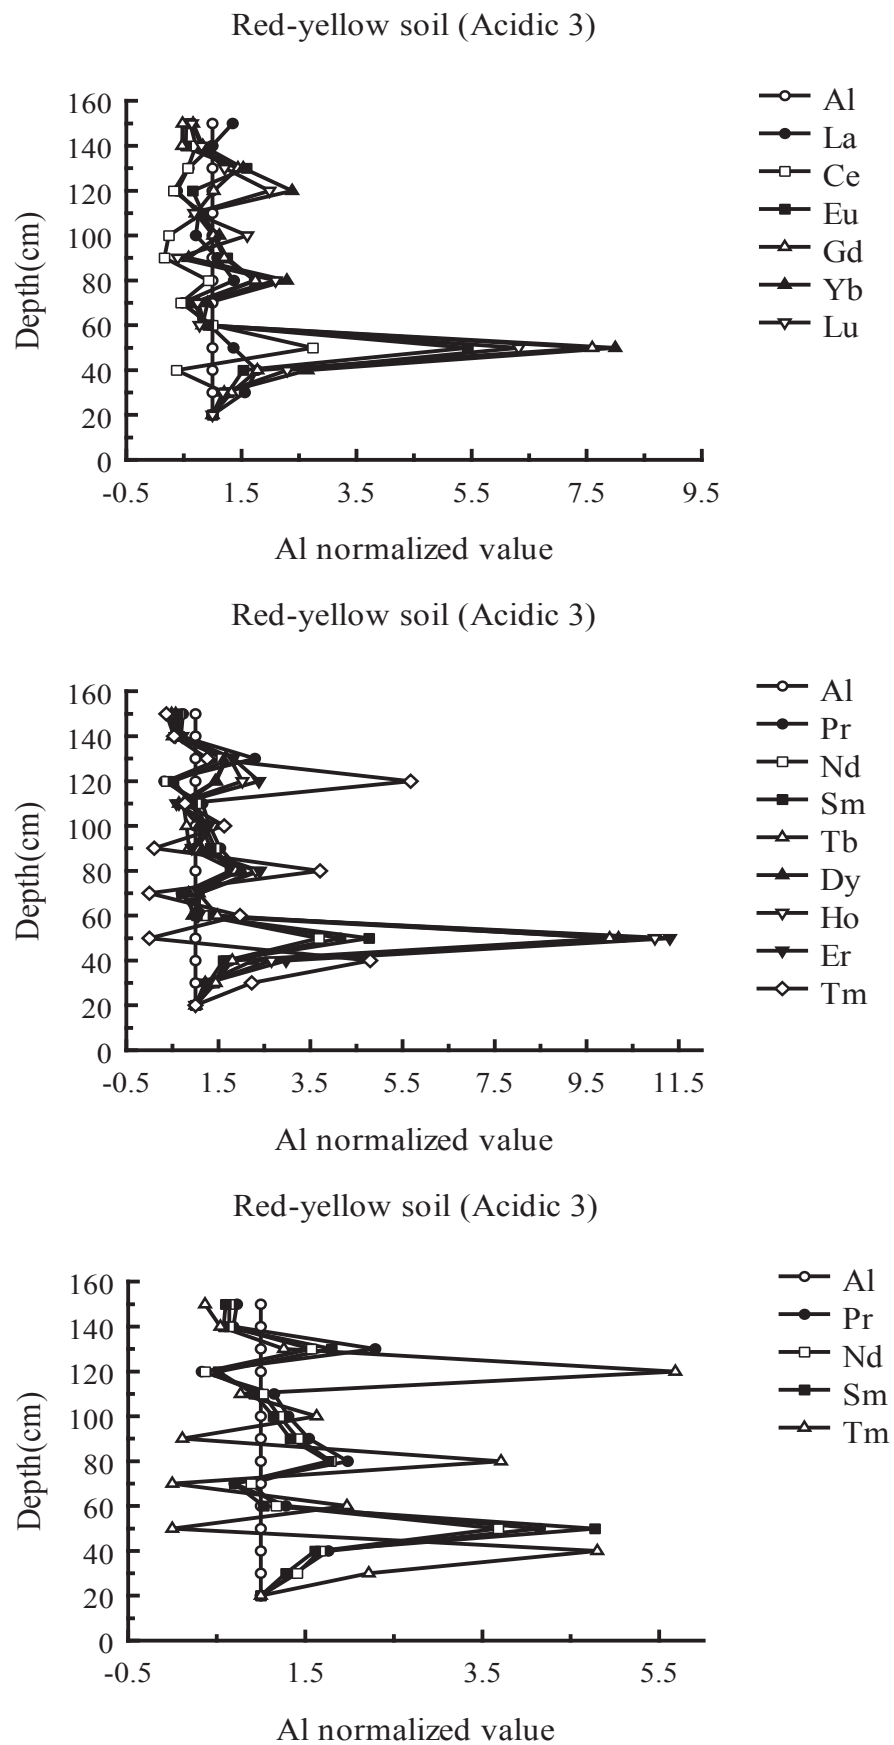 Red-yellow soil (Acidic 3)
160
140
120
100
80
60
40
20
0
Depth(cm)
-0.5 1.5 3.5 5.5 7.5 9.5
Al normalized value
Al
La
Ce
Eu
Gd
Yb
Lu
Red-yellow soil (Acidic 3)
160
140
120
100
80
60
40
20
0
Depth(cm)
-0.5 1.5 3.5 5.5 7.5 9.5 11.5
Al normalized value
Al
Pr
Nd
Sm
Tb
Dy
Ho
Er
Tm
Red-yellow soil (Acidic 3)
160
140
120
100
80
60
40
20
0
Depth(cm)
-0.5 1.5 3.5 5.5
Al normalized value
Al
Pr
Nd
Sm
Tm